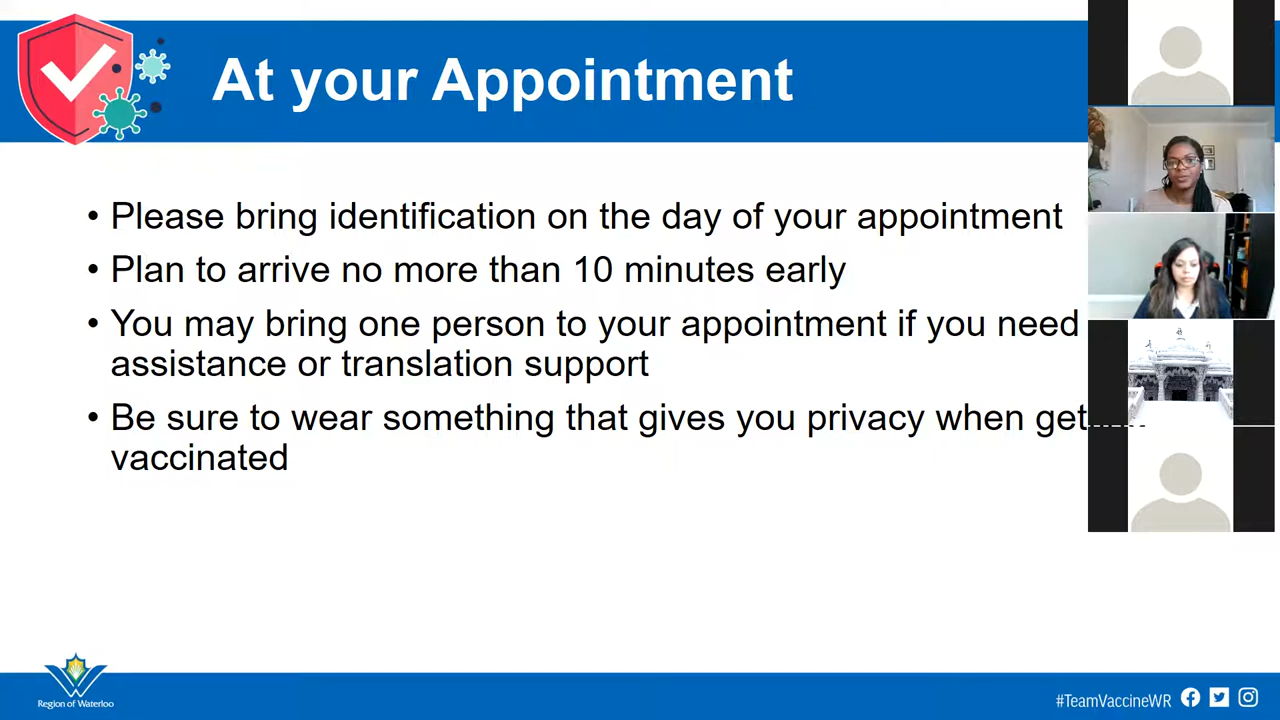 At your Appointment
• Please bring identification on the day of your appointment
• Plan to arrive no more than 10 minutes early
• You may bring one person to your appointment if you need
assistance or translation support
• Be sure to wear something that gives you privacy when get
vaccinated
Region of Waterloo
#TeamVaccineWR